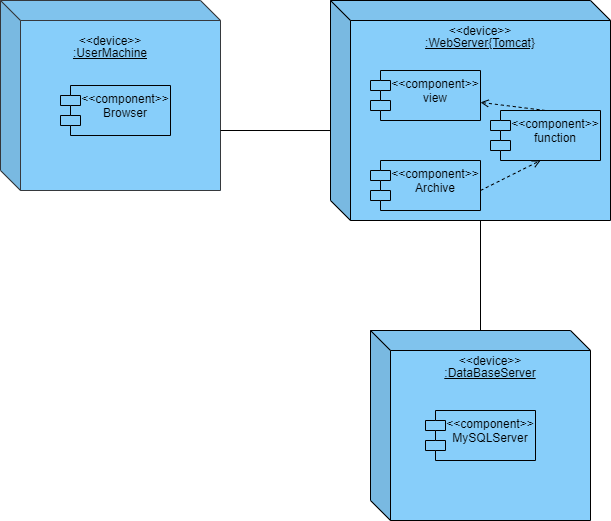 <<device>>
:UserMachine
<<component>>
Browser
<<device>>
:WebServer{Tomcat}
<<component>>
view
<<component>>
function
<<component>>
Archive
<<device>>
:DataBaseServer
<<component>>
MySQLServer